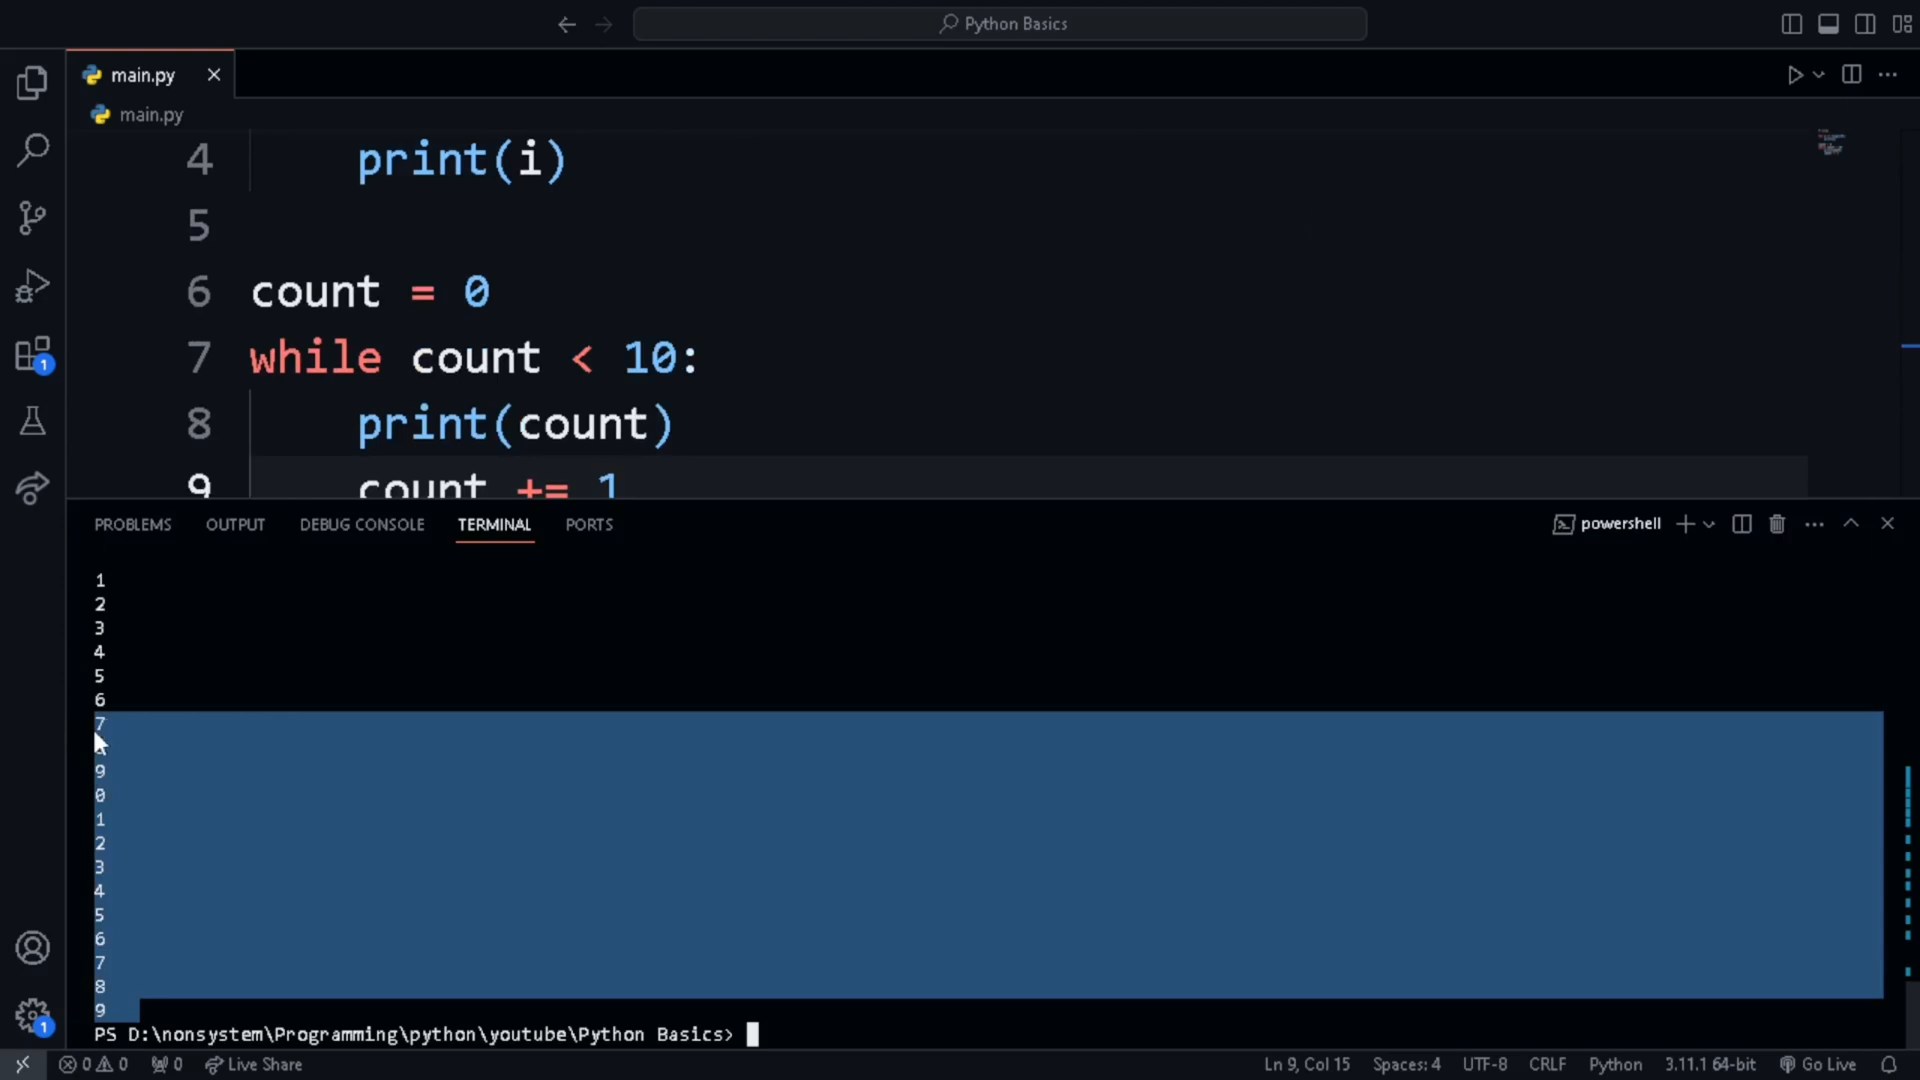 Python Basics
main.py
main.py
4 print(i)
5
6 count = 0
7 while count < 10:
8 print(count)
9 count += 1
1
PROBLEMS OUTPUT DEBUG CONSOLE TERMINAL PORTS powershell
1
2
3
4
5
6
7
9
0
1
2
3
4
5
6
7
8
9
PS D:\nonsystem\Programming\python\youtube\Python Basics>
1
0 0 0 Live Share Ln 9, Col 15 Spaces: 4 UTF-8 CRLF Python 3.11.1 64-bit Go Live